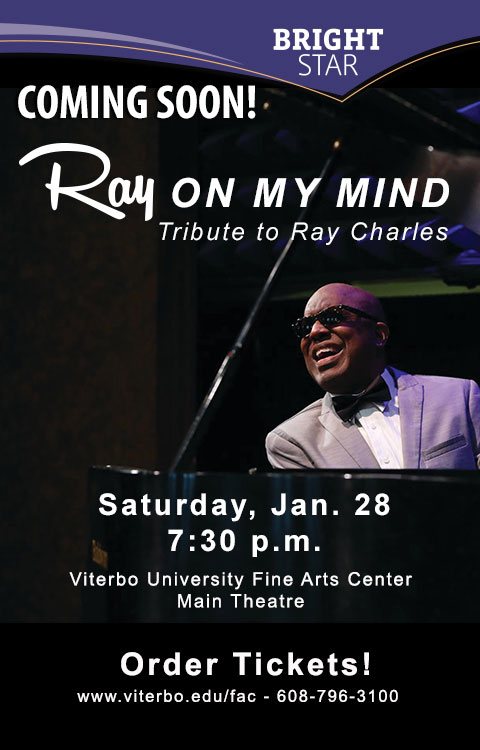 BRIGHT
STAR
COMING SOON!
Ray ON MY MIND
Tribute to Ray Charles
Saturday, Jan. 28
7:30 p.m.
Viterbo University Fine Arts Center
Main Theatre
Order Tickets!
www.viterbo.edu/fac - 608-796-3100